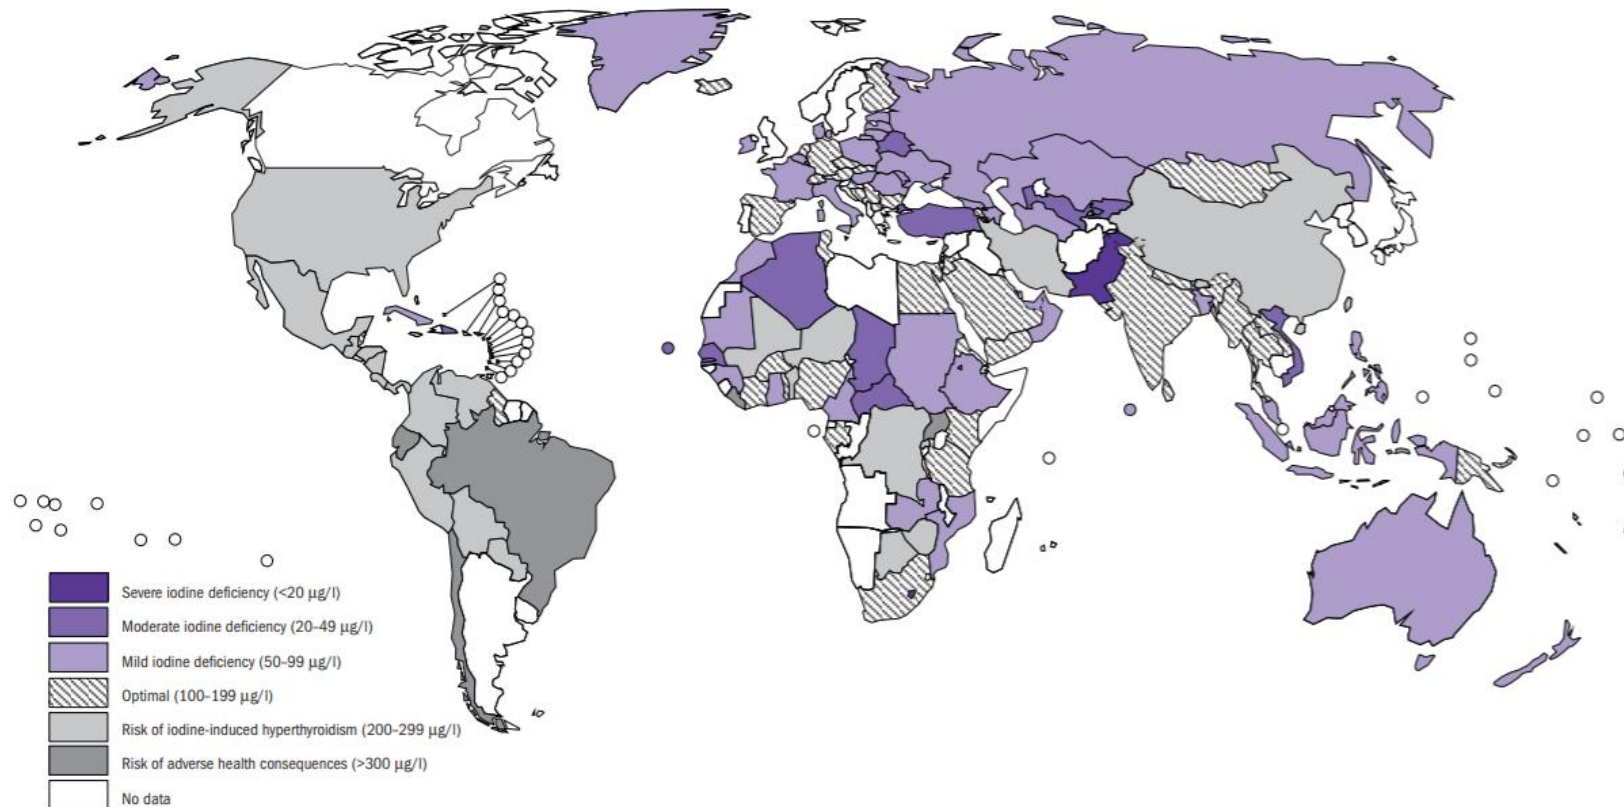 Severe iodine deficiency (<20 µg/l)
Moderate iodine deficiency (20–49 µg/l)
Mild iodine deficiency (50–99 µg/l)
Optimal (100–199 µg/l)
Risk of iodine-induced hyperthyroidism (200–299 µg/l)
Risk of adverse health consequences (>300 µg/l)
No data